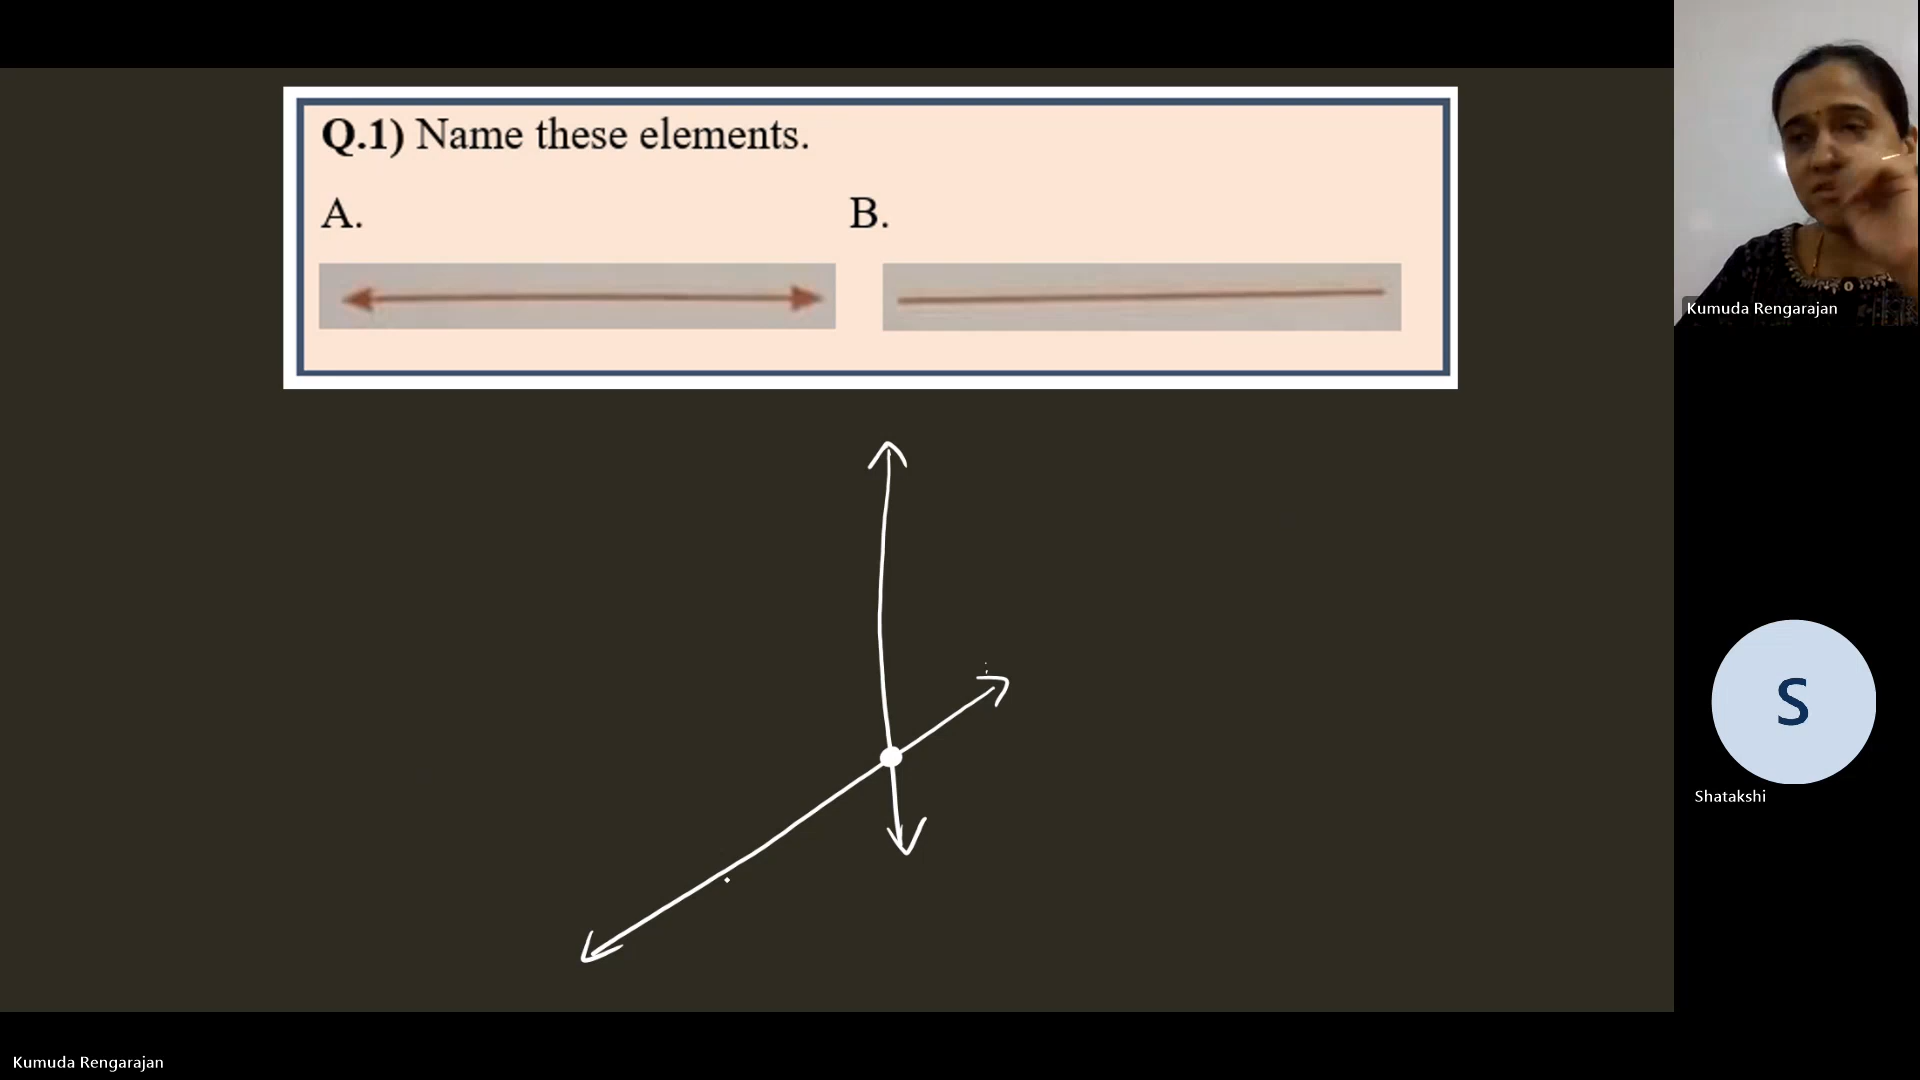 Q.1) Name these elements.
A. B.
Kumuda Rengarajan
S
Shatakshi
Kumuda Rengarajan